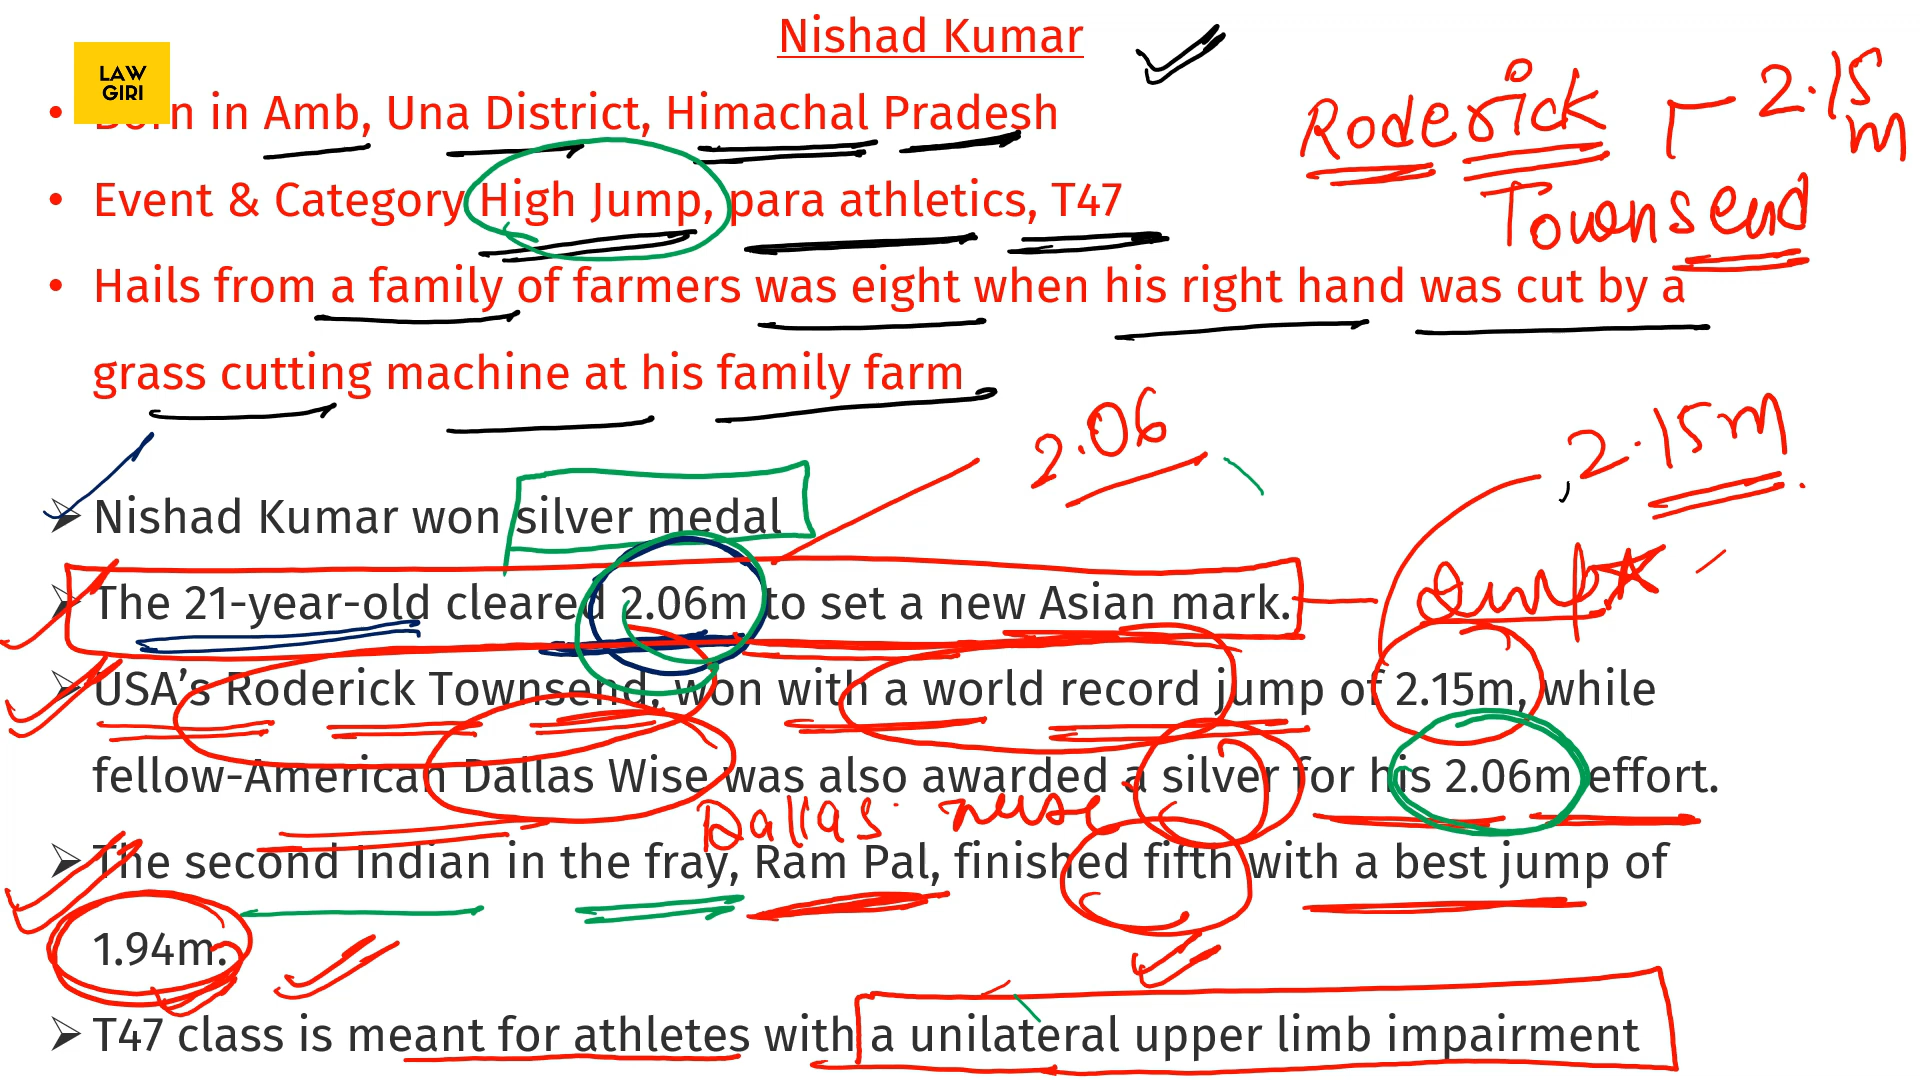 Nishad Kumar
LAW
GIRI
• Born in Amb, Una District, Himachal Pradesh
Roderick 2.15
m
Townsend
• Event & Category High Jump, para athletics, T47
• Hails from a family of farmers was eight when his right hand was cut by a
grass cutting machine at his family farm
2.06
2.15m
➢ Nishad Kumar won silver medal
➢ The 21-year-old cleared 2.06m to set a new Asian mark.
➢ USA’s Roderick Townsend, won with a world record jump of 2.15m, while
fellow-American Dallas Wise was also awarded a silver for his 2.06m effort.
Dallas
➢ The second Indian in the fray, Ram Pal, finished fifth with a best jump of
1.94m.
➢ T47 class is meant for athletes with a unilateral upper limb impairment